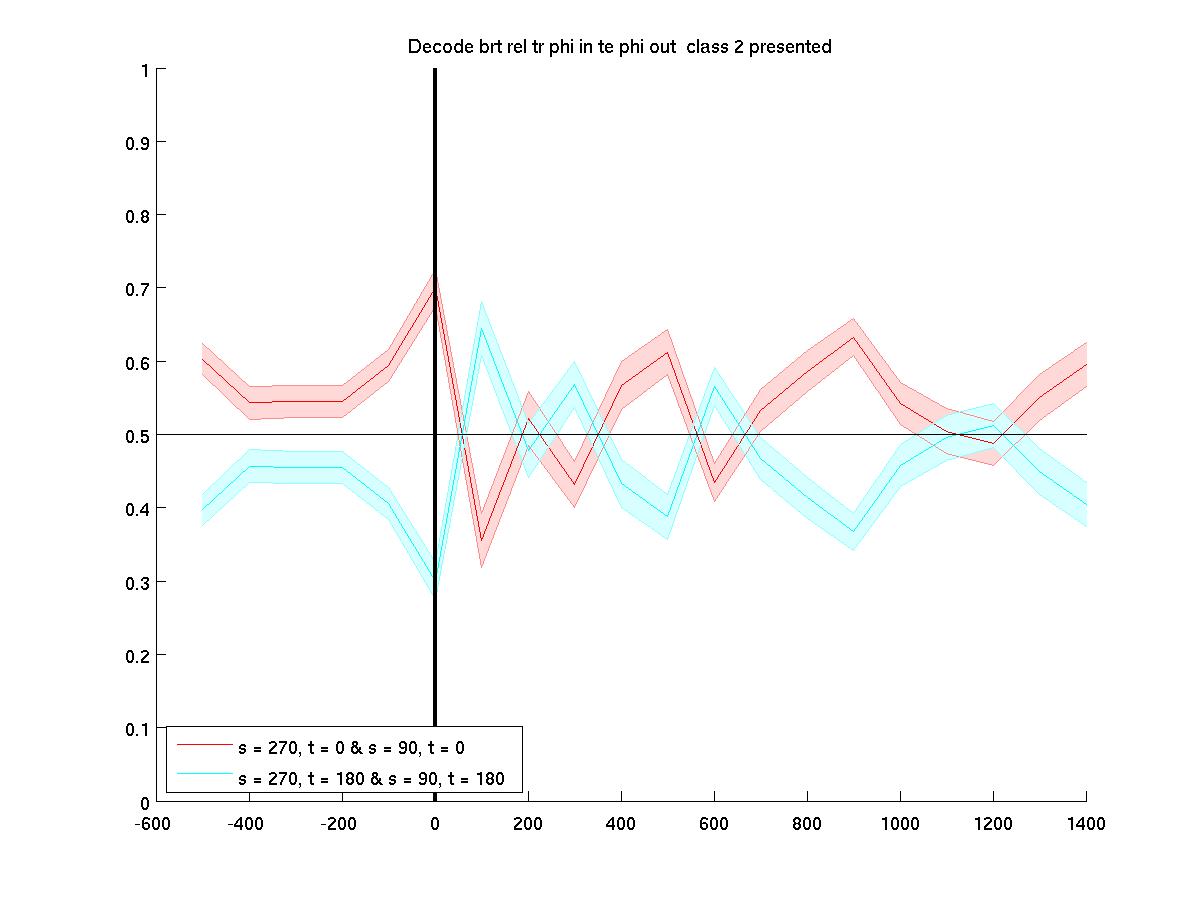 Decode brt rel tr phi in te phi out  class 2 presented
1
0.9
0.8
0.7
0.6
0.5
0.4
0.3
0.2
0.1
0
s = 270, t = 0 & s = 90, t = 0
s = 270, t = 180 & s = 90, t = 180
-600 -400 -200 0 200 400 600 800 1000 1200 1400